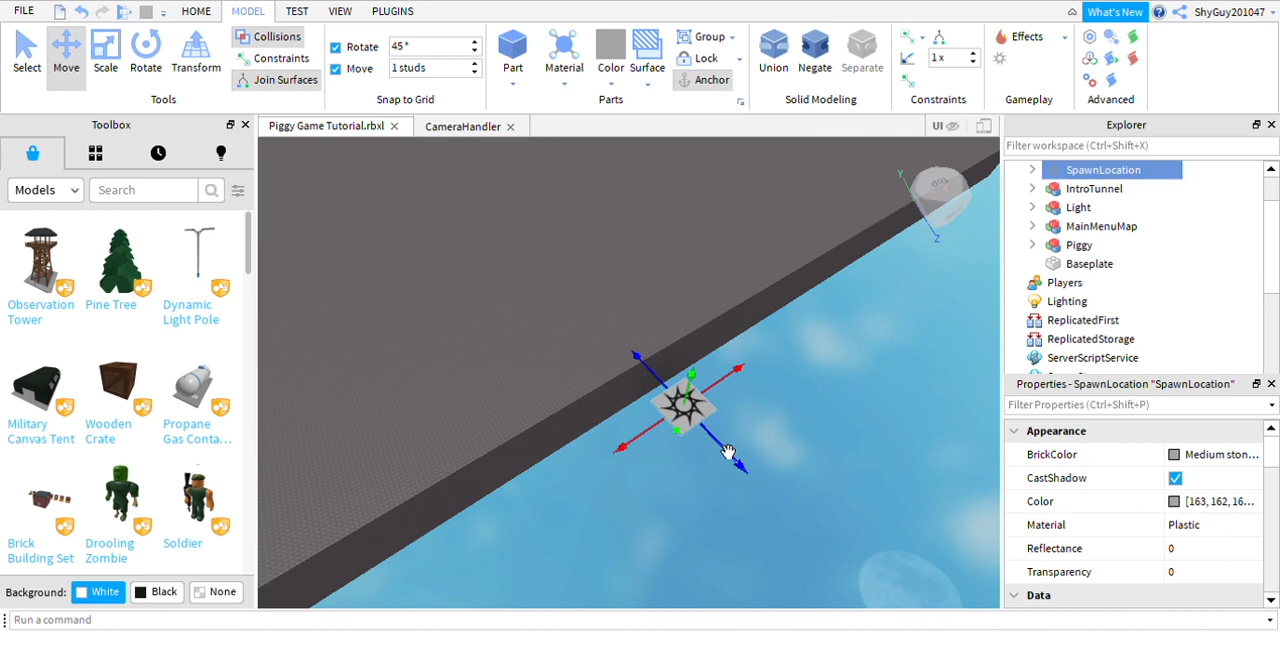 FILE
HOME
MODEL
TEST
VIEW
PLUGINS
What's New
ShyGuy201047
Select
Move
Scale
Rotate
Transform
Collisions
Constraints
Join Surfaces
Tools
Rotate
45°
Move
1 stu
Snap to Grid
Part
Material
Color
Surface
Group
Lock
Anchor
Parts
Union
Negate
Separate
Solid Modeling
1 x
Constraints
Effects
Gameplay
Advanced
Toolbox
Piggy Game Tutorial.rbxl
CameraHandler
UI
Explorer
Filter workspace (Ctrl+Shift+X)
Models
Search
Observation
Tower
Pine Tree
Dynamic
Light Pole
Military
Canvas Tent
Wooden
Crate
Propane
Gas Conta...
Brick
Building Set
Drooling
Zombie
Soldier
Background:
White
Black
None
Y
Z
SpawnLocation
IntroTunnel
Light
MainMenuMap
Piggy
Baseplate
Players
Lighting
ReplicatedFirst
ReplicatedStorage
ServerScriptService
Properties - SpawnLocation "SpawnLocation"
Filter Properties (Ctrl+Shift+P)
Appearance
BrickColor
Medium ston...
CastShadow
Color
[163, 162, 16...
Material
Plastic
Reflectance
0
Transparency
0
Data
Run a command